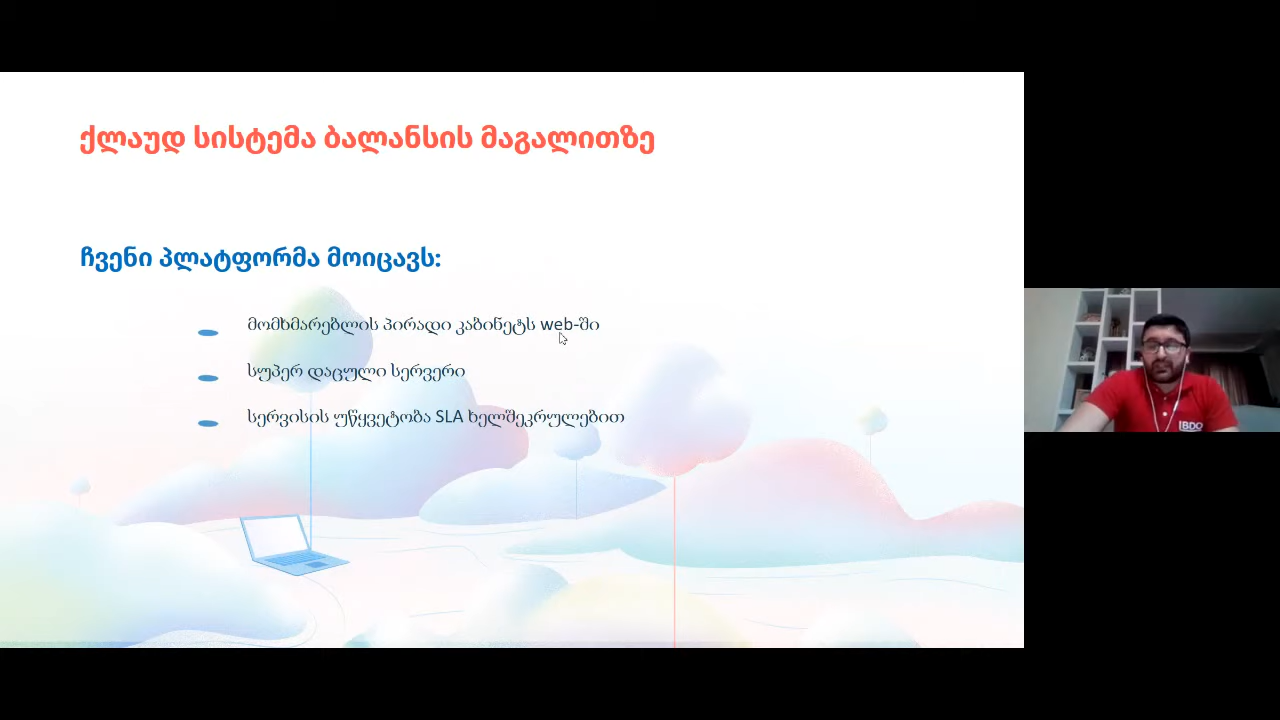 ქლაუდ სისტემა ბალანსის მაგალითზე
ჩვენი პლატფორმა მოიცავს:
მომხმარებლის პირადი კაბინეტს web-ში
სუპერ დაცული სერვერი
სერვისის უწყვეტობა SLA ხელშეკრულებით
BDO